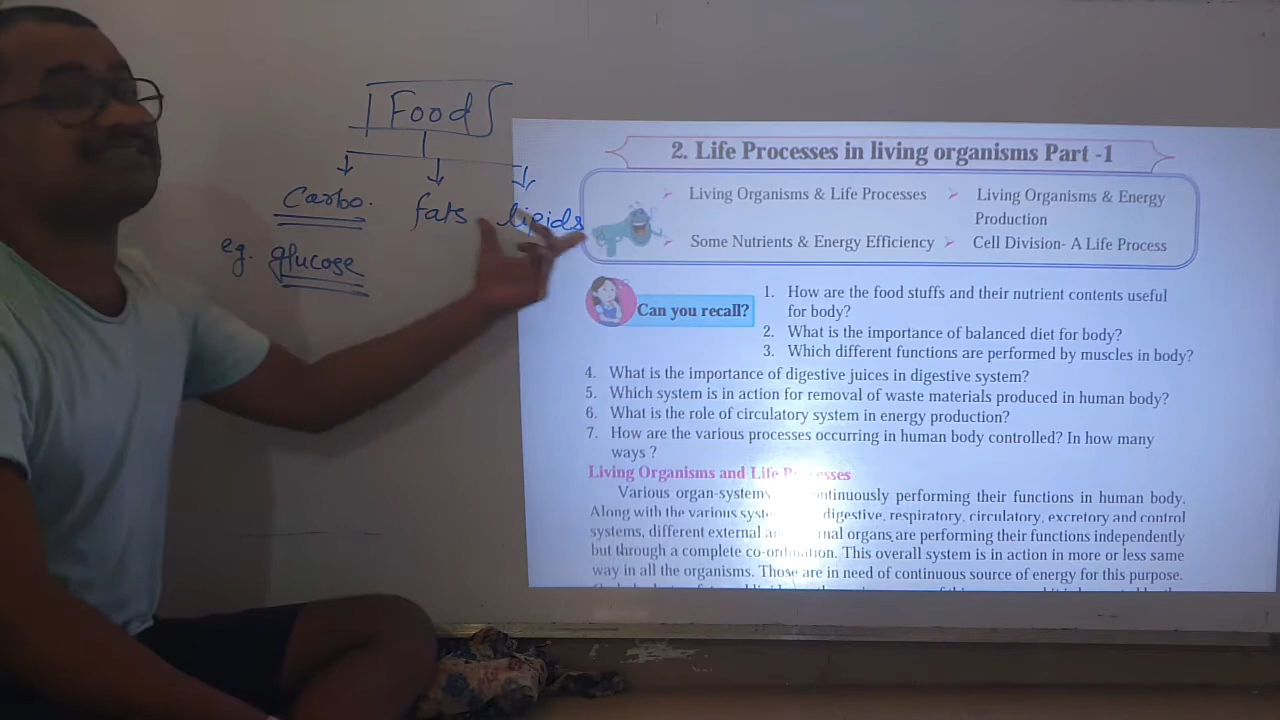 Food
Carbo. fats lipids
eg. glucose
2. Life Processes in living organisms Part -1
Living Organisms & Life Processes
Living Organisms & Energy
Production
Some Nutrients & Energy Efficiency
Cell Division- A Life Process
Can you recall?
1. How are the food stuffs and their nutrient contents useful
for body?
2. What is the importance of balanced diet for body?
3. Which different functions are performed by muscles in body?
4. What is the importance of digestive juices in digestive system?
5. Which system is in action for removal of waste materials produced in human body?
6. What is the role of circulatory system in energy production?
7. How are the various processes occurring in human body controlled? In how many
ways ?
Living Organisms and Life
Various organ-systems performing their functions in human body.
Along with the various digestive, respiratory, circulatory, excretory and control
systems, different external organs are performing their functions independently
but through a complete co-ordination. This overall system is in action in more or less same
way in all the organisms. Those are in need of continuous source of energy for this purpose.